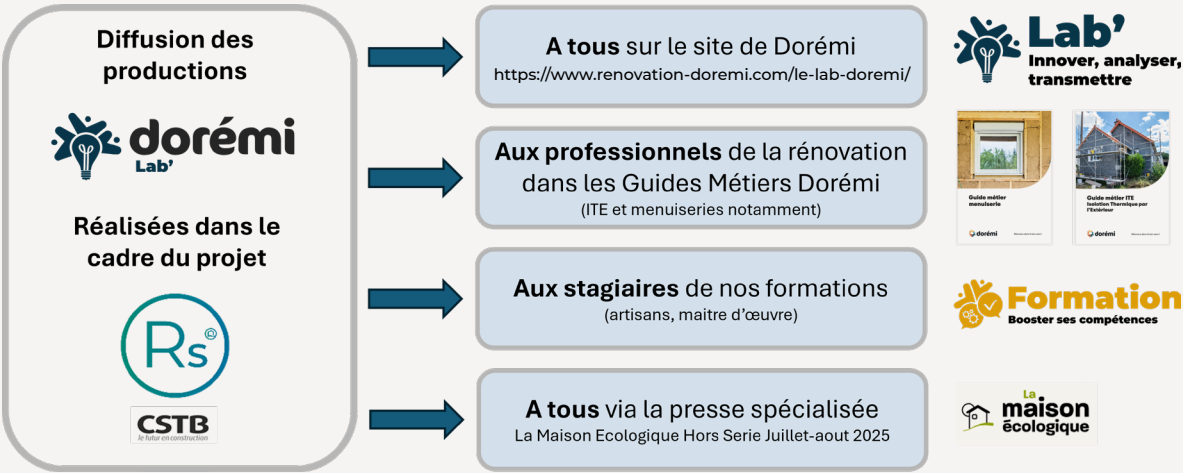 Diffusion des
productions
dorémi
Lab'
Réalisées dans le
cadre du projet
Rs@
CSTB
le futur en construction
A tous sur le site de Dorémi
https://www.renovation-doremi.com/le-lab-doremi/
Lab'
Innover, analyser,
transmettre
Aux professionnels de la rénovation
dans les Guides Métiers Dorémi
(ITE et menuiseries notamment)
Guide métier
menuiserie
dorémi
Guide métier ITE
Isolation Thermique par
l'Extérieur
dorémi
Aux stagiaires de nos formations
(artisans, maitre d'œuvre)
Formation
Booster ses compétences
A tous via la presse spécialisée
La Maison Ecologique Hors Serie Juillet-aout 2025
La
maison
écologique